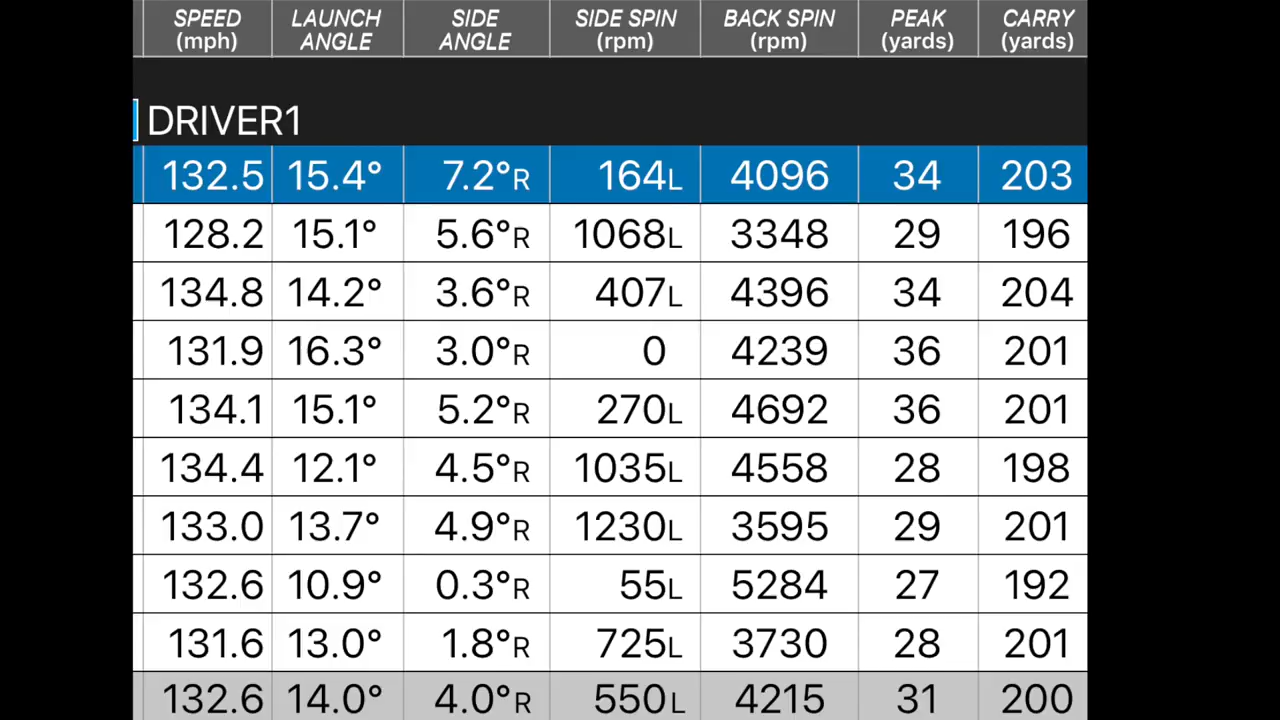 SPEED (mph) LAUNCH ANGLE SIDE ANGLE SIDE SPIN (rpm) BACK SPIN (rpm) PEAK (yards) CARRY (yards)
DRIVER1
132.5 15.4° 7.2°R 164L 4096 34 203
128.2 15.1° 5.6°R 1068L 3348 29 196
134.8 14.2° 3.6°R 407L 4396 34 204
131.9 16.3° 3.0°R 0 4239 36 201
134.1 15.1° 5.2°R 270L 4692 36 201
134.4 12.1° 4.5°R 1035L 4558 28 198
133.0 13.7° 4.9°R 1230L 3595 29 201
132.6 10.9° 0.3°R 55L 5284 27 192
131.6 13.0° 1.8°R 725L 3730 28 201
132.6 14.0° 4.0°R 550L 4215 31 200